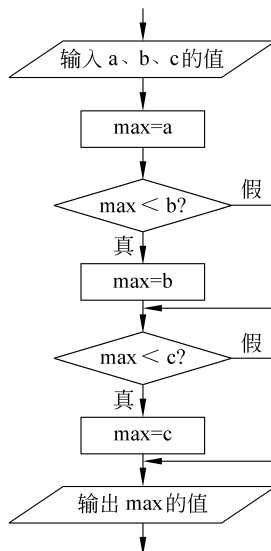 输入 a、b、c的值
max=a
max＜b?
假
真
max=b
max＜c?
假
真
max=c
输出 max的值